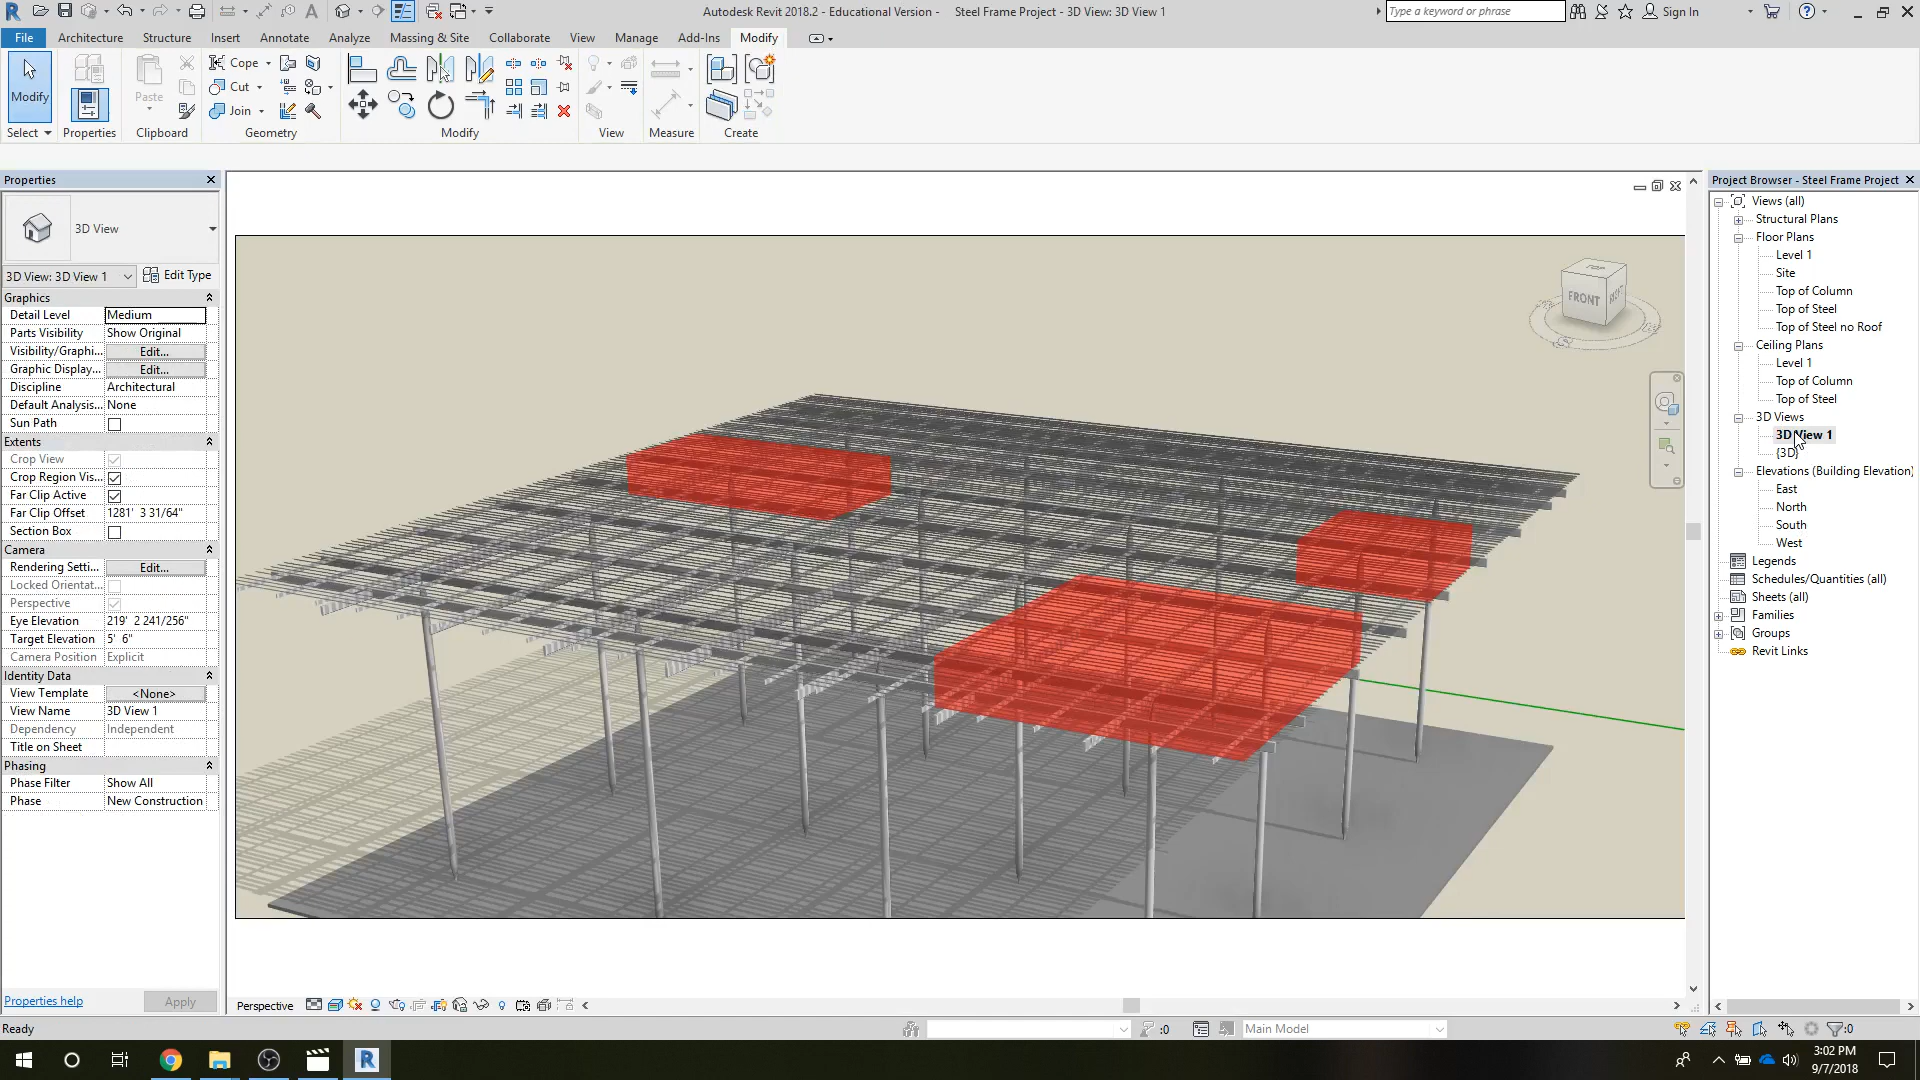 Autodesk Revit 2018.2 - Educational Version - Steel Frame Project - 3D View: 3D View 1
Type a keyword or phrase
Sign In
File Architecture Structure Insert Annotate Analyze Massing & Site Collaborate View Manage Add-Ins Modify
Modify
Paste
Cope
Cut
Join
Select Properties Clipboard Geometry Modify View Measure Create
Properties
3D View
3D View: 3D View 1 Edit Type
Graphics
Detail Level Medium
Parts Visibility Show Original
Visibility/Graphi... Edit...
Graphic Display... Edit...
Discipline Architectural
Default Analysis... None
Sun Path
Extents
Crop View
Crop Region Vis...
Far Clip Active
Far Clip Offset 1281' 3 31/64"
Section Box
Camera
Rendering Setti... Edit...
Locked Orientat...
Perspective
Eye Elevation 219' 2 241/256"
Target Elevation 5' 6"
Camera Position Explicit
Identity Data
View Template <None>
View Name 3D View 1
Dependency Independent
Title on Sheet
Phasing
Phase Filter Show All
Phase New Construction
Properties help Apply
TOP
FRONT
RIGHT
Project Browser - Steel Frame Project
Views (all)
Structural Plans
Floor Plans
Level 1
Site
Top of Column
Top of Steel
Top of Steel no Roof
Ceiling Plans
Level 1
Top of Column
Top of Steel
3D Views
3D View 1
{3D}
Elevations (Building Elevation)
East
North
South
West
Legends
Schedules/Quantities (all)
Sheets (all)
Families
Groups
Revit Links
Perspective
Ready
:0
Main Model
:0
3:02 PM
9/7/2018